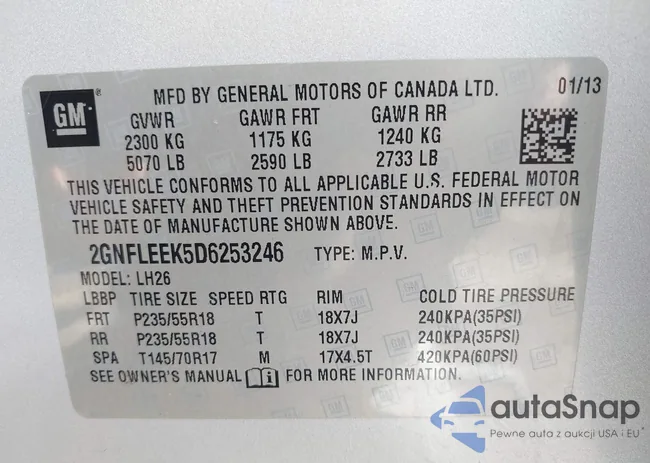 MFD BY GENERAL MOTORS OF CANADA LTD. 01/13
GM
GVWR GAWR FRT GAWR RR
2300 KG 1175 KG 1240 KG
5070 LB 2590 LB 2733 LB
THIS VEHICLE CONFORMS TO ALL APPLICABLE U.S. FEDERAL MOTOR
VEHICLE SAFETY AND THEFT PREVENTION STANDARDS IN EFFECT ON
THE DATE OF MANUFACTURE SHOWN ABOVE.
2GNFLEEK5D6253246 TYPE: M.P.V.
MODEL: LH26
LBBP TIRE SIZE SPEED RTG RIM COLD TIRE PRESSURE
FRT P235/55R18 T 18X7J 240KPA(35PSI)
RR P235/55R18 T 18X7J 240KPA(35PSI)
SPA T145/70R17 M 17X4.5T 420KPA(60PSI)
SEE OWNER'S MANUAL FOR MORE INFORMATION.
autaSnap
Pewne auta z aukcji USA i EU